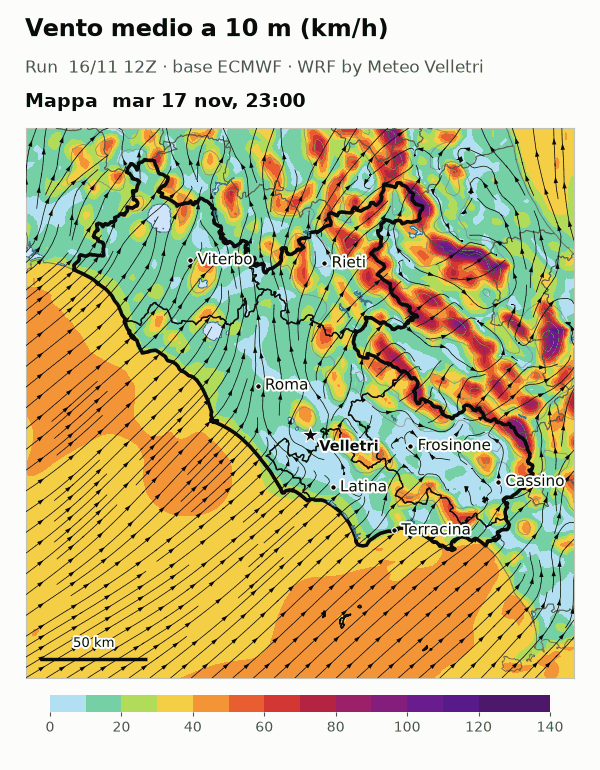 Vento medio a 10 m (km/h)
Run  16/11 12Z · base ECMWF · WRF by Meteo Velletri
Mappa  mar 17 nov, 23:00
Viterbo
Rieti
Roma
Velletri
Frosinone
Latina
Cassino
Terracina
50 km
0 20 40 60 80 100 120 140